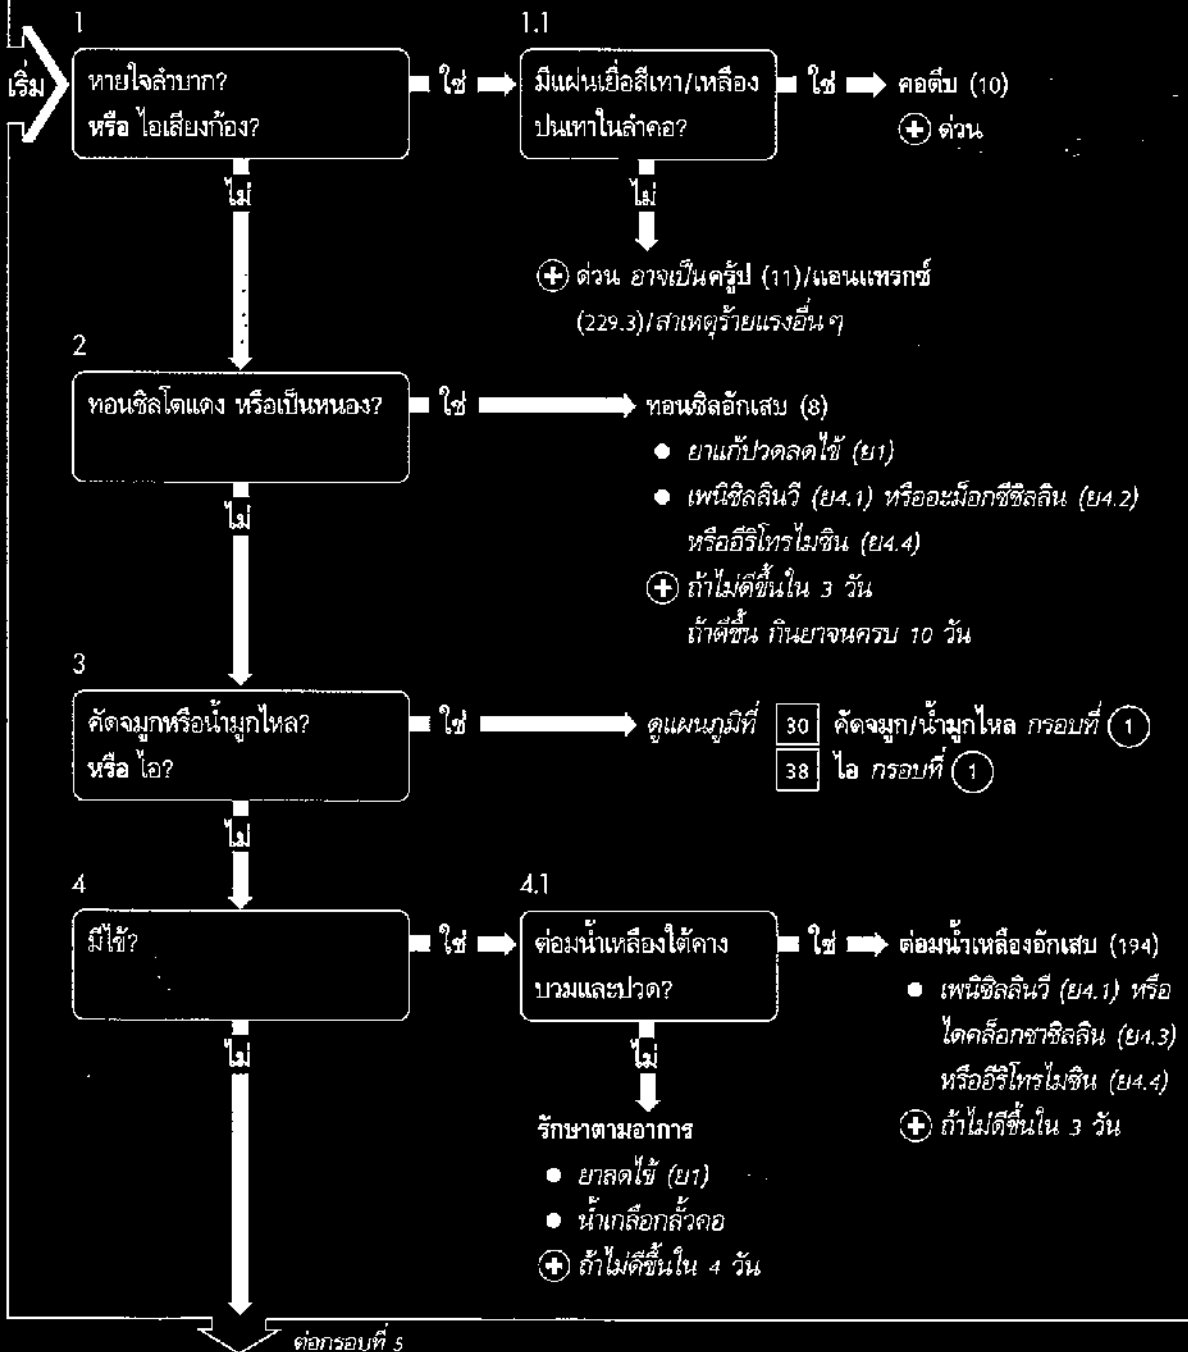 เริ่ม
1
หายใจลำบาก?
หรือ ไอเสียงก้อง?
ใช่
1.1
มีแผ่นเยื่อสีเทา/เหลือง
ปนเทาในลำคอ?
ใช่
คอตีบ (10)
+ ด่วน
ไม่
ไม่
+ ด่วน อาจเป็นครู้ป (11)/แอนแทรกซ์
(229.3)/สาเหตุร้ายแรงอื่น ๆ
2
ทอนซิลโตแดง หรือเป็นหนอง?
ใช่
ทอนซิลอักเสบ (8)
● ยาแก้ปวดลดไข้ (ย1)
● เพนิซิลลินวี (ย4.1) หรืออะม็อกซีซิลลิน (ย4.2)
หรืออีริโทรไมซิน (ย4.4)
+ ถ้าไม่ดีขึ้นใน 3 วัน
ถ้าดีขึ้น กินยาจนครบ 10 วัน
ไม่
3
คัดจมูกหรือน้ำมูกไหล?
หรือ ไอ?
ใช่
ดูแผนภูมิที่ 30 คัดจมูก/น้ำมูกไหล กรอบที่ 1
38 ไอ กรอบที่ 1
ไม่
4
มีไข้?
ใช่
4.1
ต่อมน้ำเหลืองใต้คาง
บวมและปวด?
ใช่
ต่อมน้ำเหลืองอักเสบ (194)
● เพนิซิลลินวี (ย4.1) หรือ
ไดคล็อกซาซิลลิน (ย4.3)
หรืออีริโทรไมซิน (ย4.4)
+ ถ้าไม่ดีขึ้นใน 3 วัน
ไม่
ไม่
รักษาตามอาการ
● ยาลดไข้ (ย1)
● น้ำเกลือกลั้วคอ
+ ถ้าไม่ดีขึ้นใน 4 วัน
ต่อกรอบที่ 5